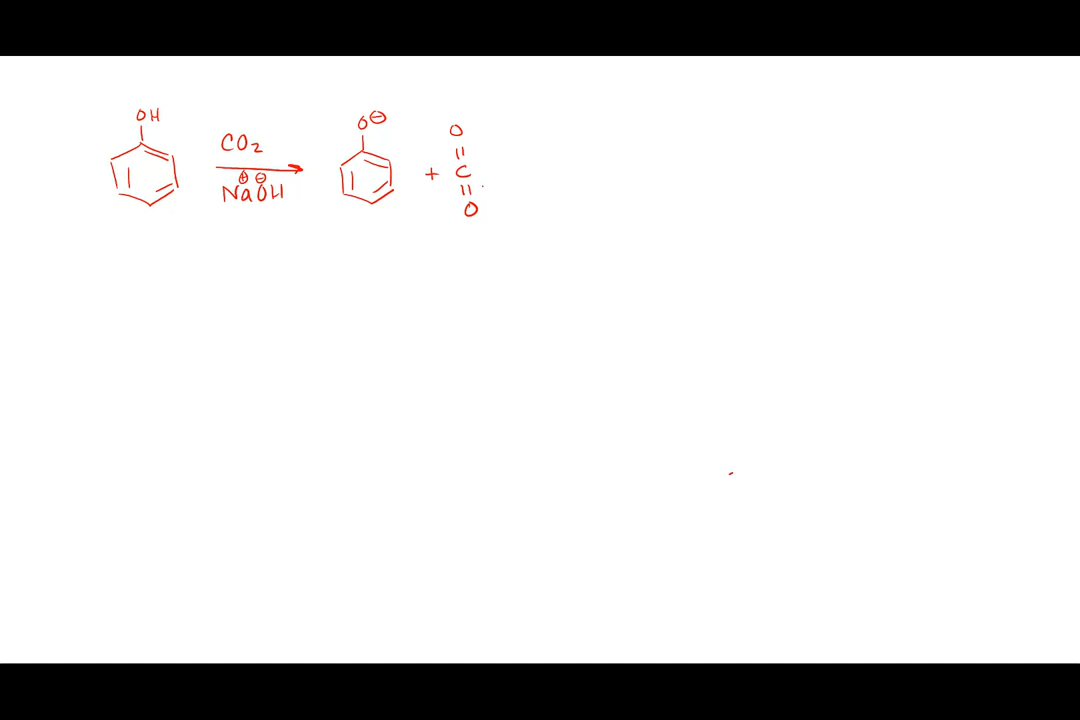 OH
CO2
⊕ ⊖
NaOH
O⊖
+
O
=
C
=
O